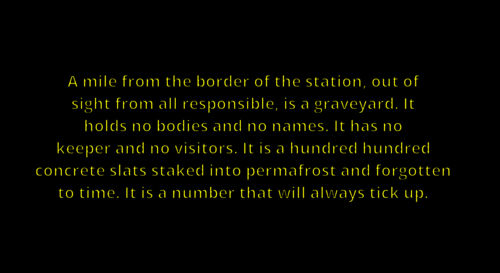 A mile from the border of the station, out of
sight from all responsible, is a graveyard. It
holds no bodies and no names. It has no
keeper and no visitors. It is a hundred hundred
concrete slats staked into permafrost and forgotten
to time. It is a number that will always tick up.